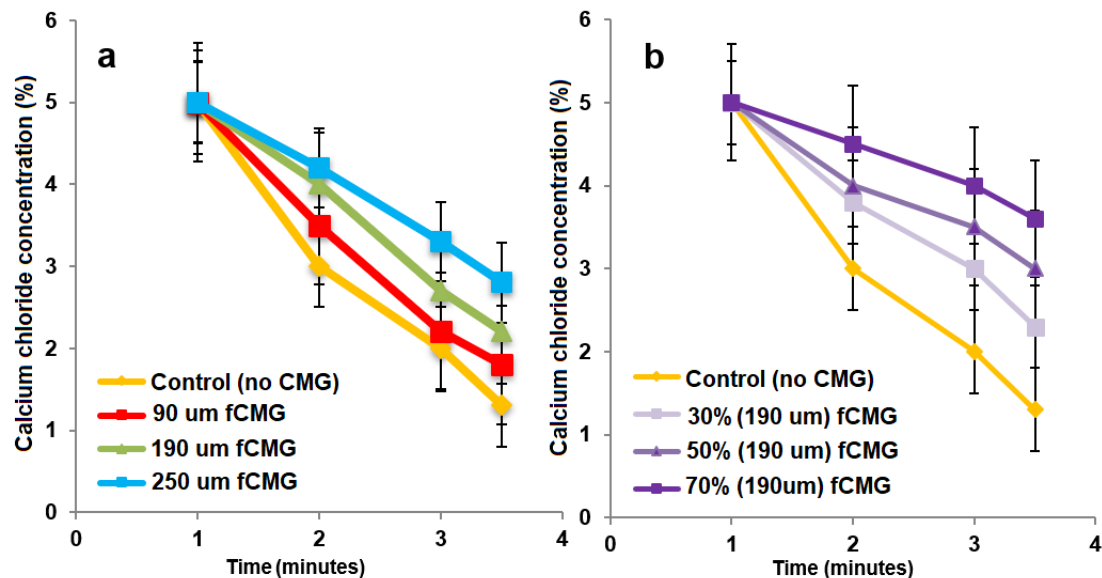 a
Calcium chloride concentration (%)
6
5
4
3
2
1
0
Control (no CMG)
90 um fCMG
190 um fCMG
250 um fCMG
0 1 2 3 4
Time (minutes)
b
Calcium chloride concentration (%)
6
5
4
3
2
1
0
Control (no CMG)
30% (190 um) fCMG
50% (190 um) fCMG
70% (190um) fCMG
0 1 2 3 4
Time (minutes)